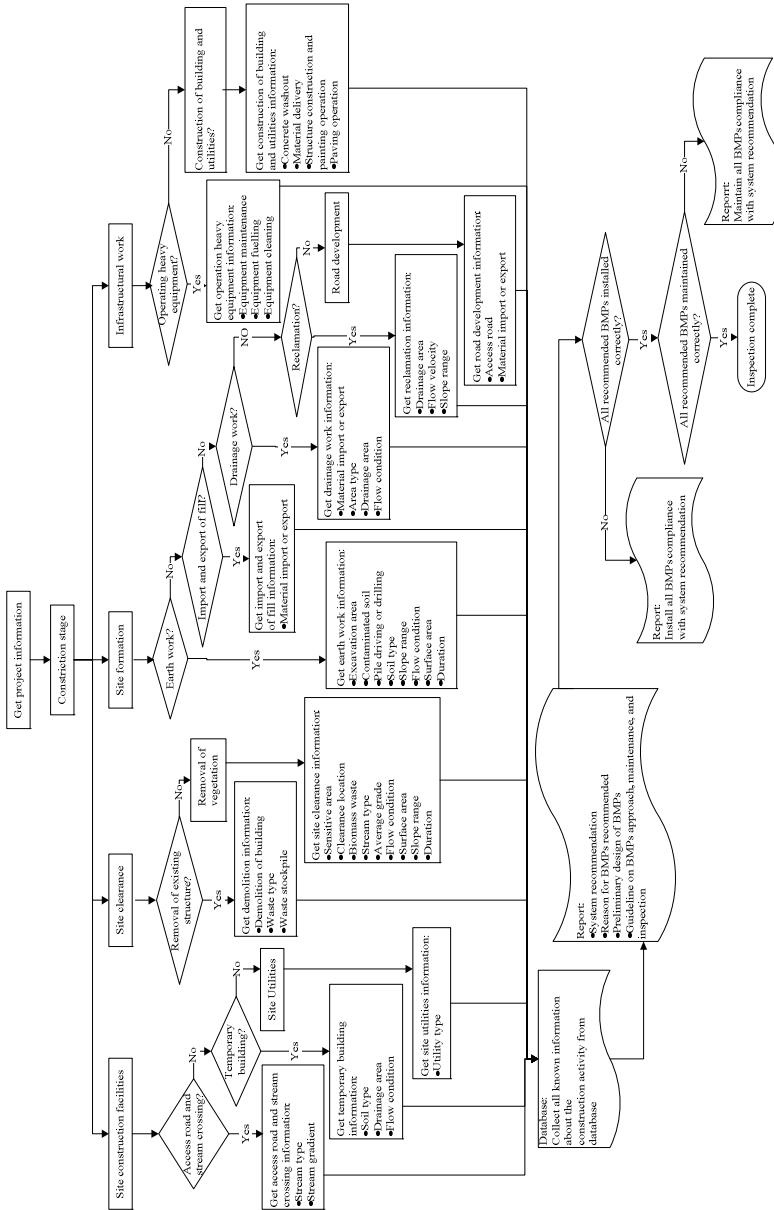 Get project information
Constriction stage
Site construction facilities
Site clearance
Site formation
Infrastructural work
Access road and
stream crossing?
No
Yes
Get access road and stream
crossing information:
•Stream type
•Stream gradient
Temporary
building?
No
Yes
Get temporary building
information:
•Soil type
•Drainage area
•Flow condition
Site Utilities
Get site utilities information:
•Utility type
Removal of existing
structure?
No
Yes
Get demolition information:
•Demolition of building
•Waste type
•Waste stockpile
Removal of
vegetation
Get site clearance information:
•Sensitive area
•Clearance location
•Biomass waste
•Stream type
•Average grade
•Flow condition
•Surface area
•Slope range
•Duration
Earth work?
No
Yes
Get earth work information:
•Excavation area
•Contaminated soil
•Pile driving or drilling
•Soil type
•Slope range
•Flow condition
•Surface area
•Duration
Import and export of fill?
No
Yes
Get import and export
of fill information:
•Material import or export
Drainage work?
NO
Yes
Get drainage work information:
•Material import or export
•Area type
•Drainage area
•Flow condition
Reclamation?
No
Yes
Get reclamation information:
•Drainage area
•Flow velocity
•Slope range
Road development
Get road development information:
•Access road
•Material import or export
Operating heavy
equipment?
No
Yes
Get operation heavy
equipment information:
•Equipment maintenance
•Equipment fuelling
•Equipment cleaning
Construction of building and
utilities?
Get construction of building
and utilities information:
•Concrete washout
•Material delivery
•Structure construction and
painting operation
•Paving operation
Database:
Collect all known information
about the
construction activity from
database
Report:
•System recommendation
•Reason for BMPs recommended
•Preliminary design of BMPs
•Guideline on BMPs approach, maintenance, and
inspection
All recommended BMPs installed
correctly?
No
Yes
Report:
Install all BMPs compliance
with system recommendation
All recommended BMPs maintained
correctly?
No
Yes
Reporrt:
Maintain all BMPs compliance
with system recommendation
Inspection complete